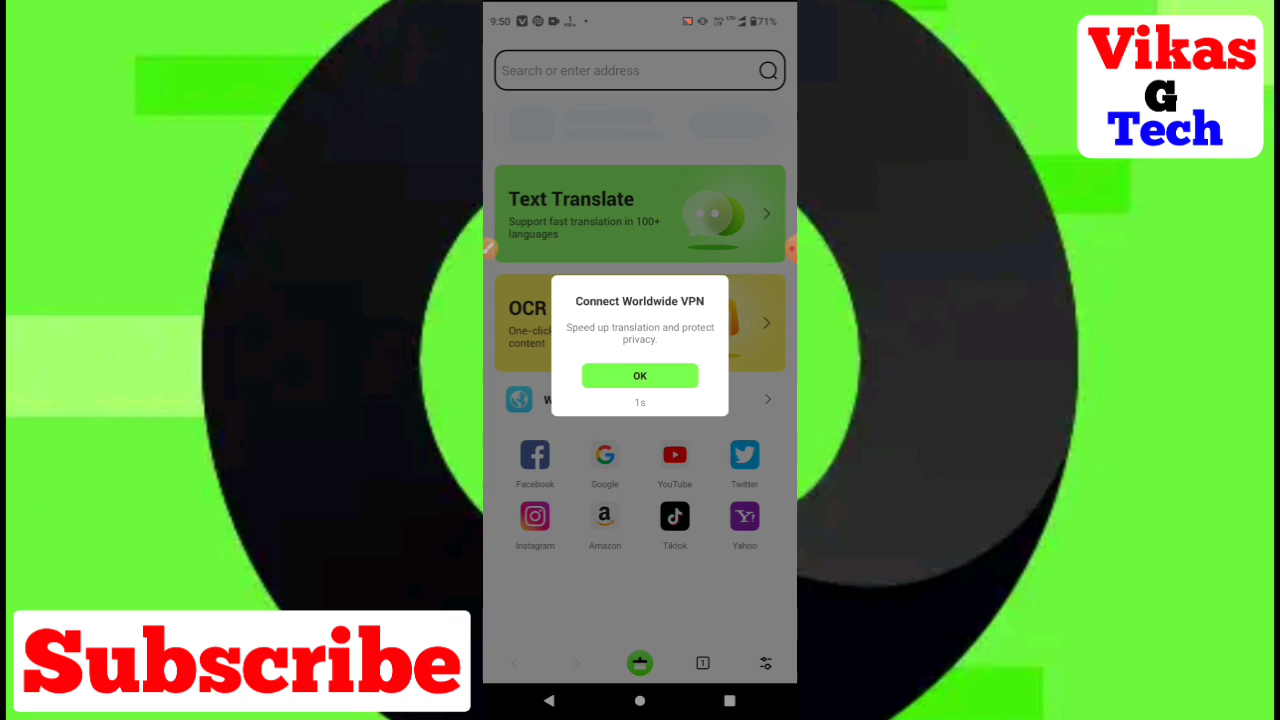 9:50
71%
Search or enter address
Text Translate
Support fast translation in 100+
languages
OCR
One-click
content
Connect Worldwide VPN
Speed up translation and protect
privacy.
OK
1s
W
Facebook
Google
YouTube
Twitter
Instagram
Amazon
Tiktok
Yahoo
1
Vikas
G
Tech
Subscribe